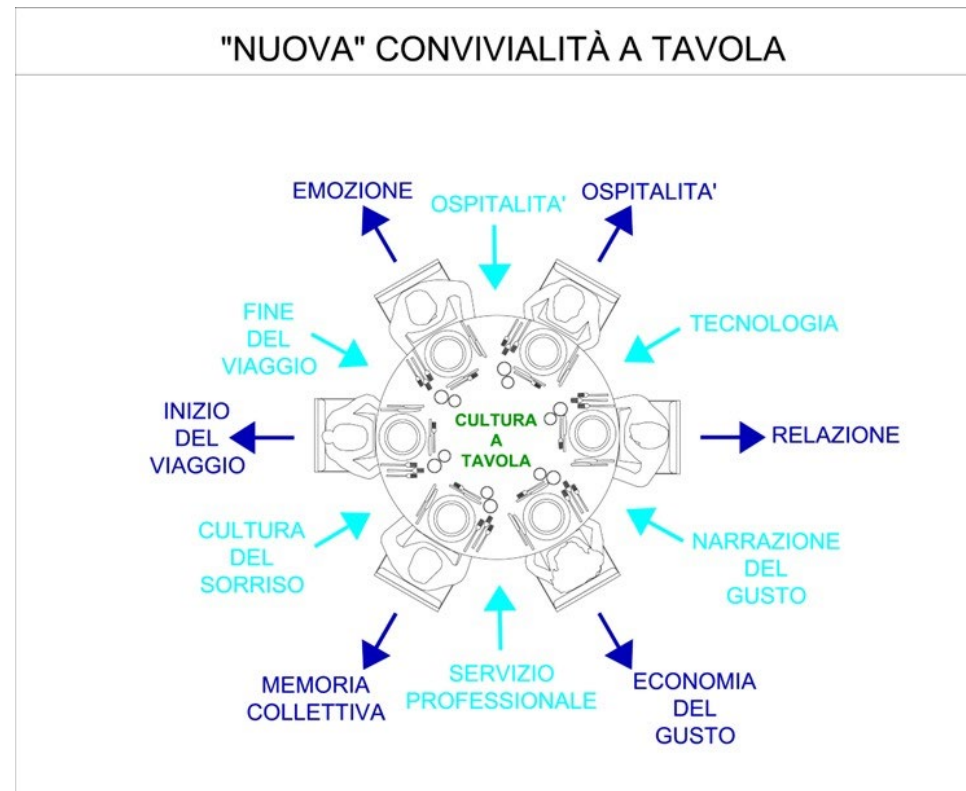 "NUOVA" CONVIVIALITÀ A TAVOLA
EMOZIONE
OSPITALITA'
OSPITALITA'
FINE
DEL
VIAGGIO
TECNOLOGIA
INIZIO
DEL
VIAGGIO
CULTURA
A
TAVOLA
RELAZIONE
CULTURA
DEL
SORRISO
NARRAZIONE
DEL
GUSTO
MEMORIA
COLLETTIVA
SERVIZIO
PROFESSIONALE
ECONOMIA
DEL
GUSTO